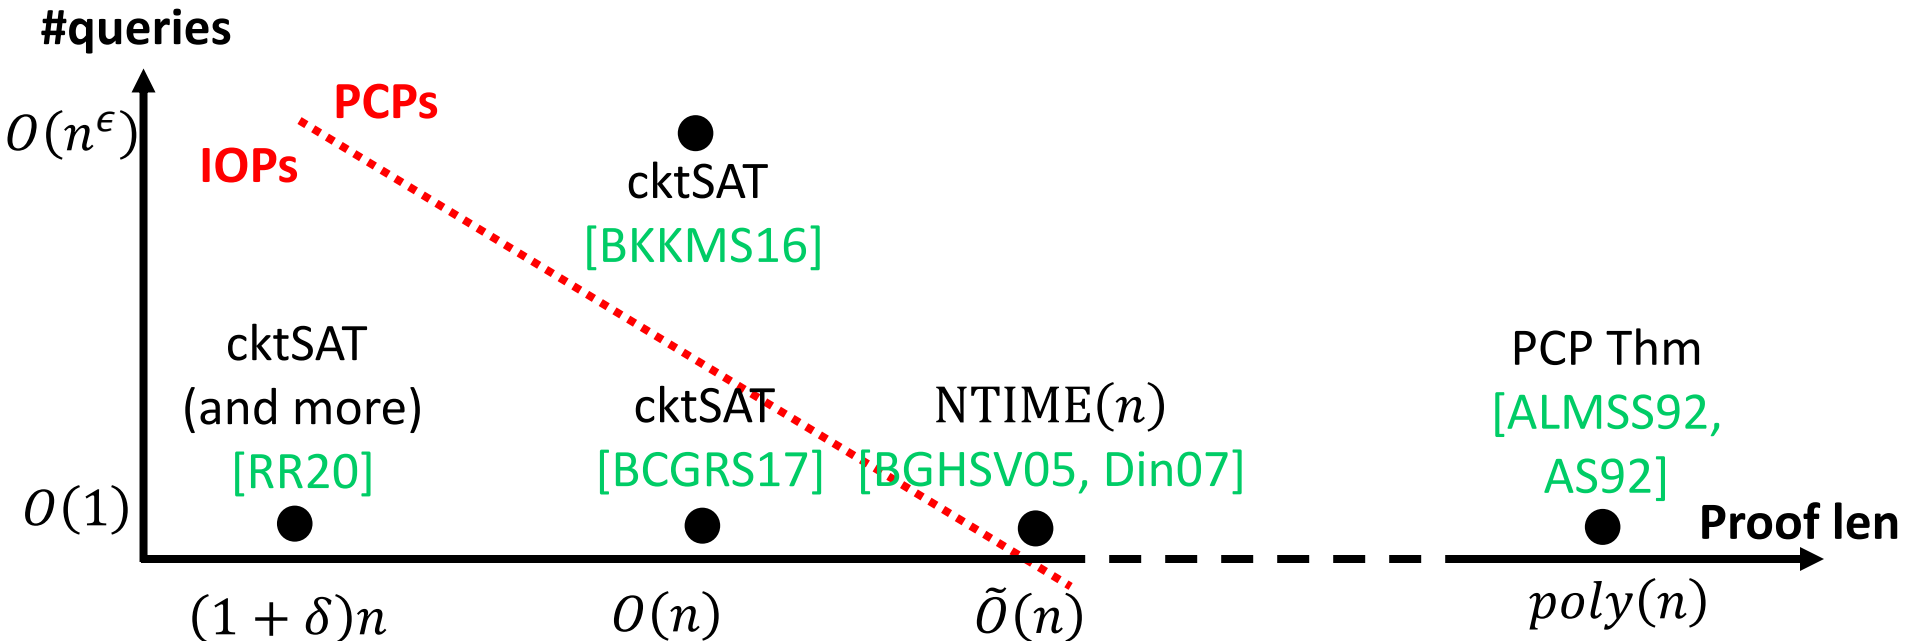 #queries
PCPs
O(n^ϵ)
IOPs
cktSAT
[BKKMS16]
cktSAT
(and more)
[RR20]
cktSAT
[BCGRS17]
NTIME(n)
[BGHSV05, Din07]
PCP Thm
[ALMSS92,
AS92]
O(1)
Proof len
(1 + δ)n
O(n)
Õ(n)
poly(n)